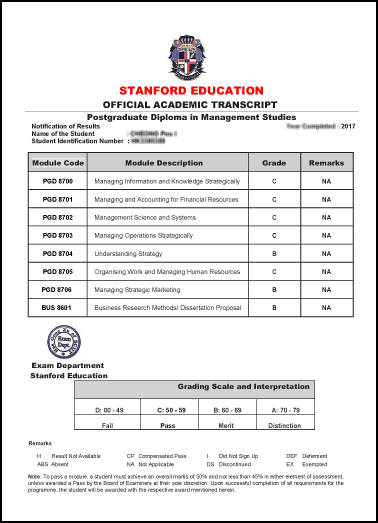 STANFORD EDUCATION
OFFICIAL ACADEMIC TRANSCRIPT
Postgraduate Diploma in Management Studies
Notification of Results Year Completed : 2017
Name of the Student :
Student Identification Number :
Module Code Module Description Grade Remarks
PGD 8700 Managing Information and Knowledge Strategically C NA
PGD 8701 Managing and Accounting for Financial Resources C NA
PGD 8702 Management Science and Systems C NA
PGD 8703 Managing Operations Strategically C NA
PGD 8704 Understanding Strategy B NA
PGD 8705 Organising Work and Managing Human Resources C NA
PGD 8706 Managing Strategic Marketing B NA
BUS 8601 Business Research Methods/ Dissertation Proposal B NA
Exam
Dept.
Exam Department
Stanford Education
Grading Scale and Interpretation
D: 00 - 49 C: 50 - 59 B: 60 - 69 A: 70 - 79
Fail Pass Merit Distinction
Remarks
H Result Not Available CP Compensated Pass I Did Not Sign Up DEF Deferment
ABS Absent NA Not Applicable DS Discontinued EX Exempted
Note: To pass a module, a student must achieve an overall marks of 50% and not less than 45% in either element of assessment,
unless awarded a Pass by the Board of Examiners at their sole discretion. Upon successful completion of all requirements for the
programme, the student will be awarded with the respective award mentioned herein.